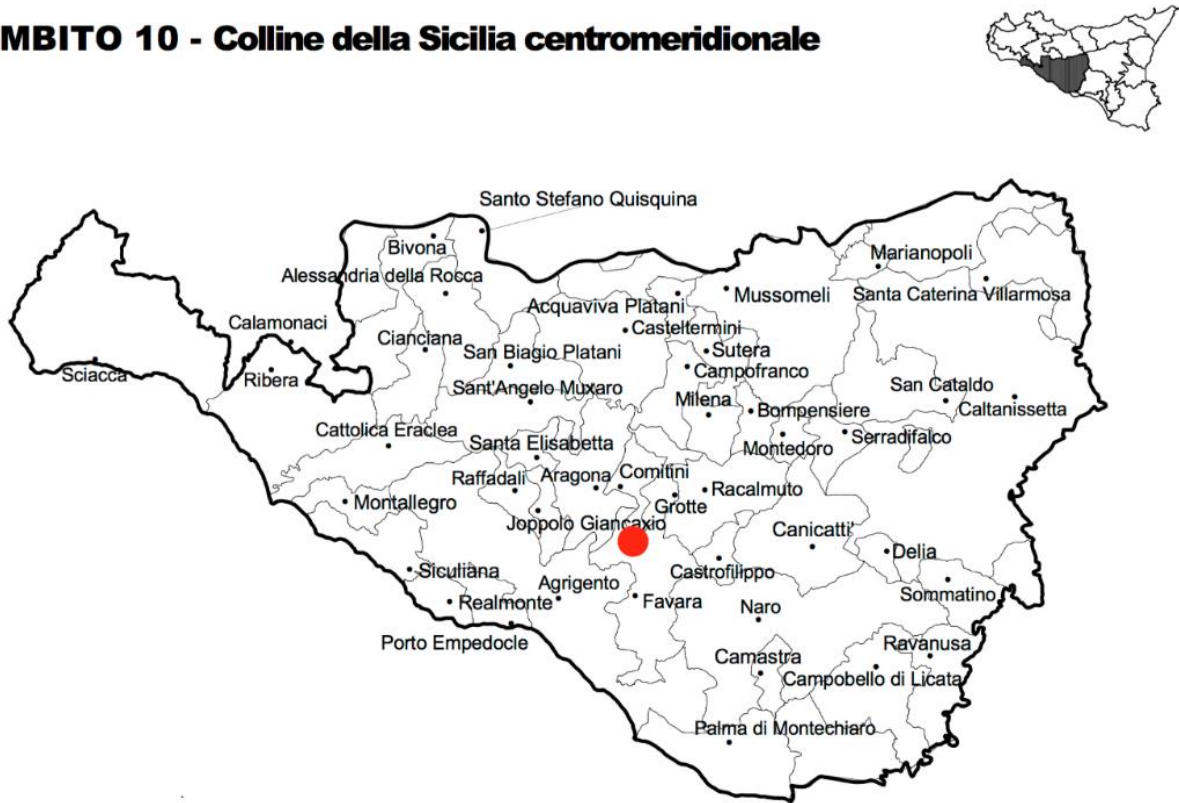 MBITO 10 - Colline della Sicilia centromeridionale
Santo Stefano Quisquina
Bivona
Marianopoli
Alessandria della Rocca
Acquaviva Platani
Mussomeli
Santa Caterina Villarmosa
Calamonaci
Casteltermini
Cianciana
San Biagio Platani
Sutera
Campofranco
Sciacca
Ribera
Sant'Angelo Muxaro
San Cataldo
Milena
Bompensiere
Caltanissetta
Cattolica Eraclea
Santa Elisabetta
Montedoro
Serradifalco
Raffadali
Aragona
Comitini
Racalmuto
Montallegro
Grotte
Joppolo Giancaxio
Canicatti'
Delia
Siculiana
Agrigento
Castrofilippo
Sommatino
Realmonte
Favara
Naro
Porto Empedocle
Ravanusa
Camastra
Campobello di Licata
Palma di Montechiaro